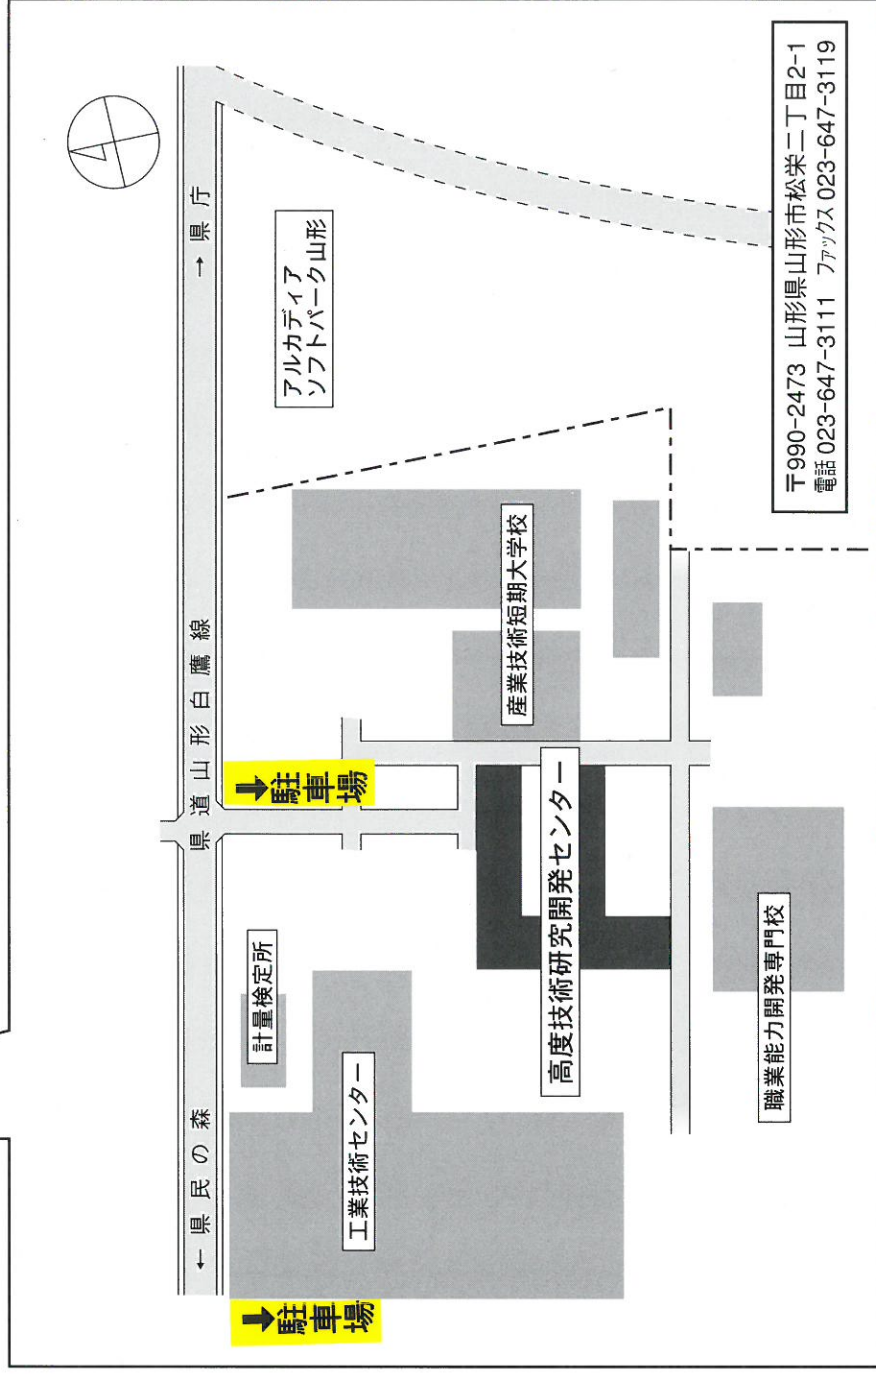 ← 県民の森
県道山形白鷹線
→ 県庁
駐車場
計量検定所
駐車場
アルカディア
ソフトパーク山形
工業技術センター
産業技術短期大学校
高度技術研究開発センター
職業能力開発専門校
〒990-2473 山形県山形市松栄二丁目2-1
電話 023-647-3111 ファックス 023-647-3119